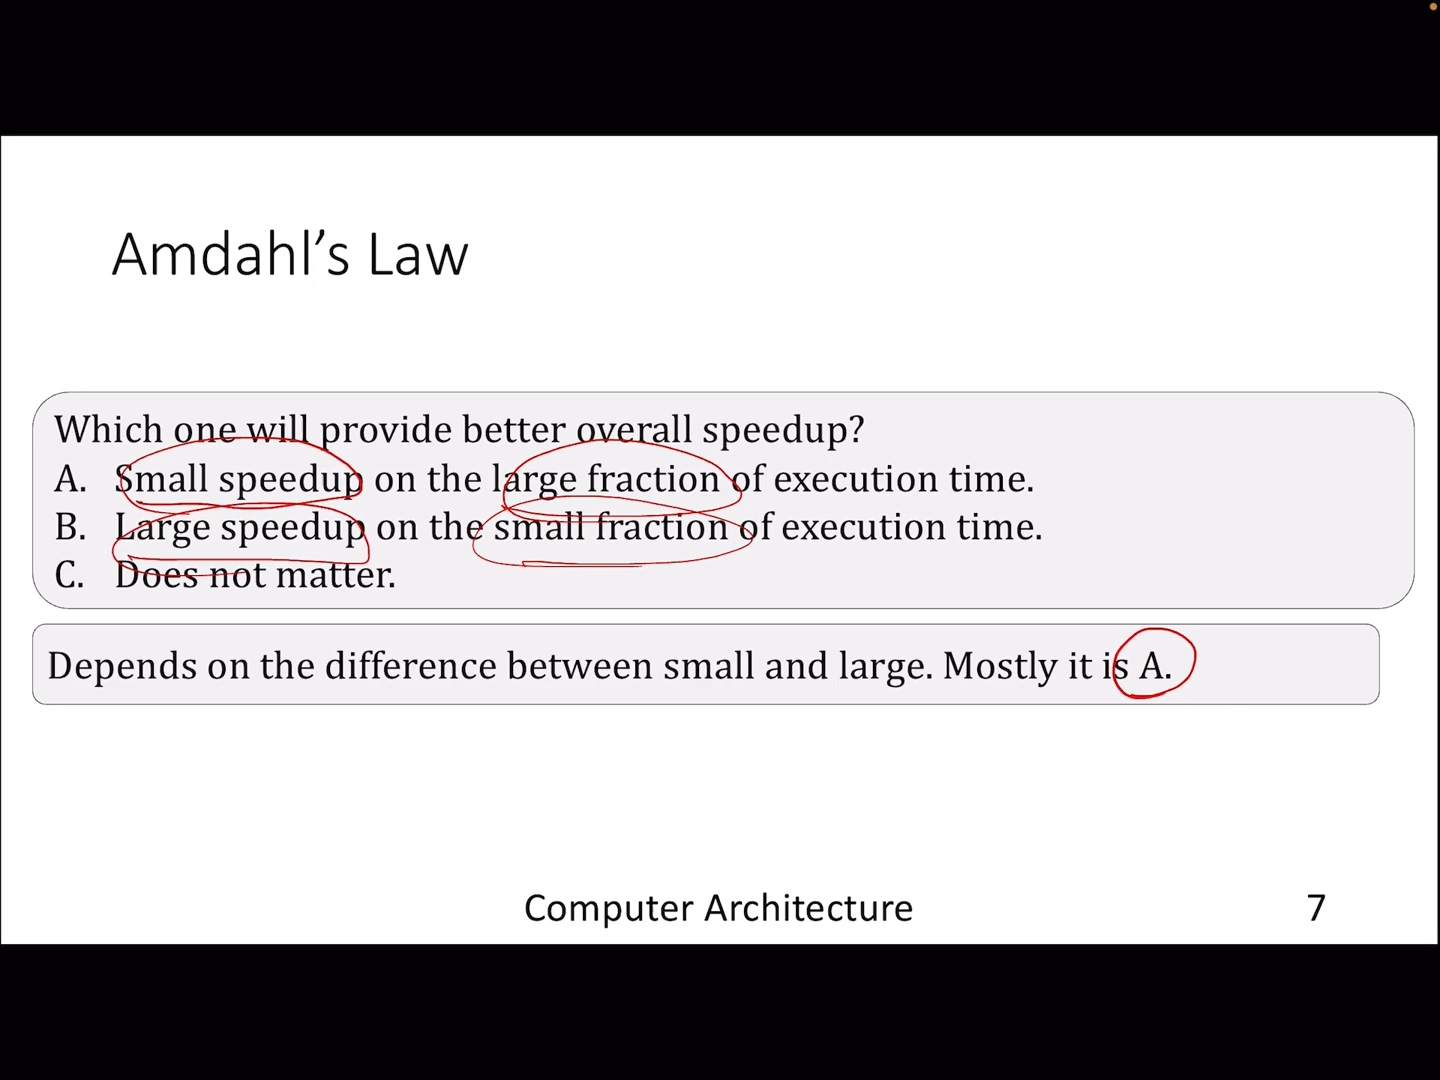 Amdahl’s Law
Which one will provide better overall speedup?
A. Small speedup on the large fraction of execution time.
B. Large speedup on the small fraction of execution time.
C. Does not matter.
Depends on the difference between small and large. Mostly it is A.
Computer Architecture
7